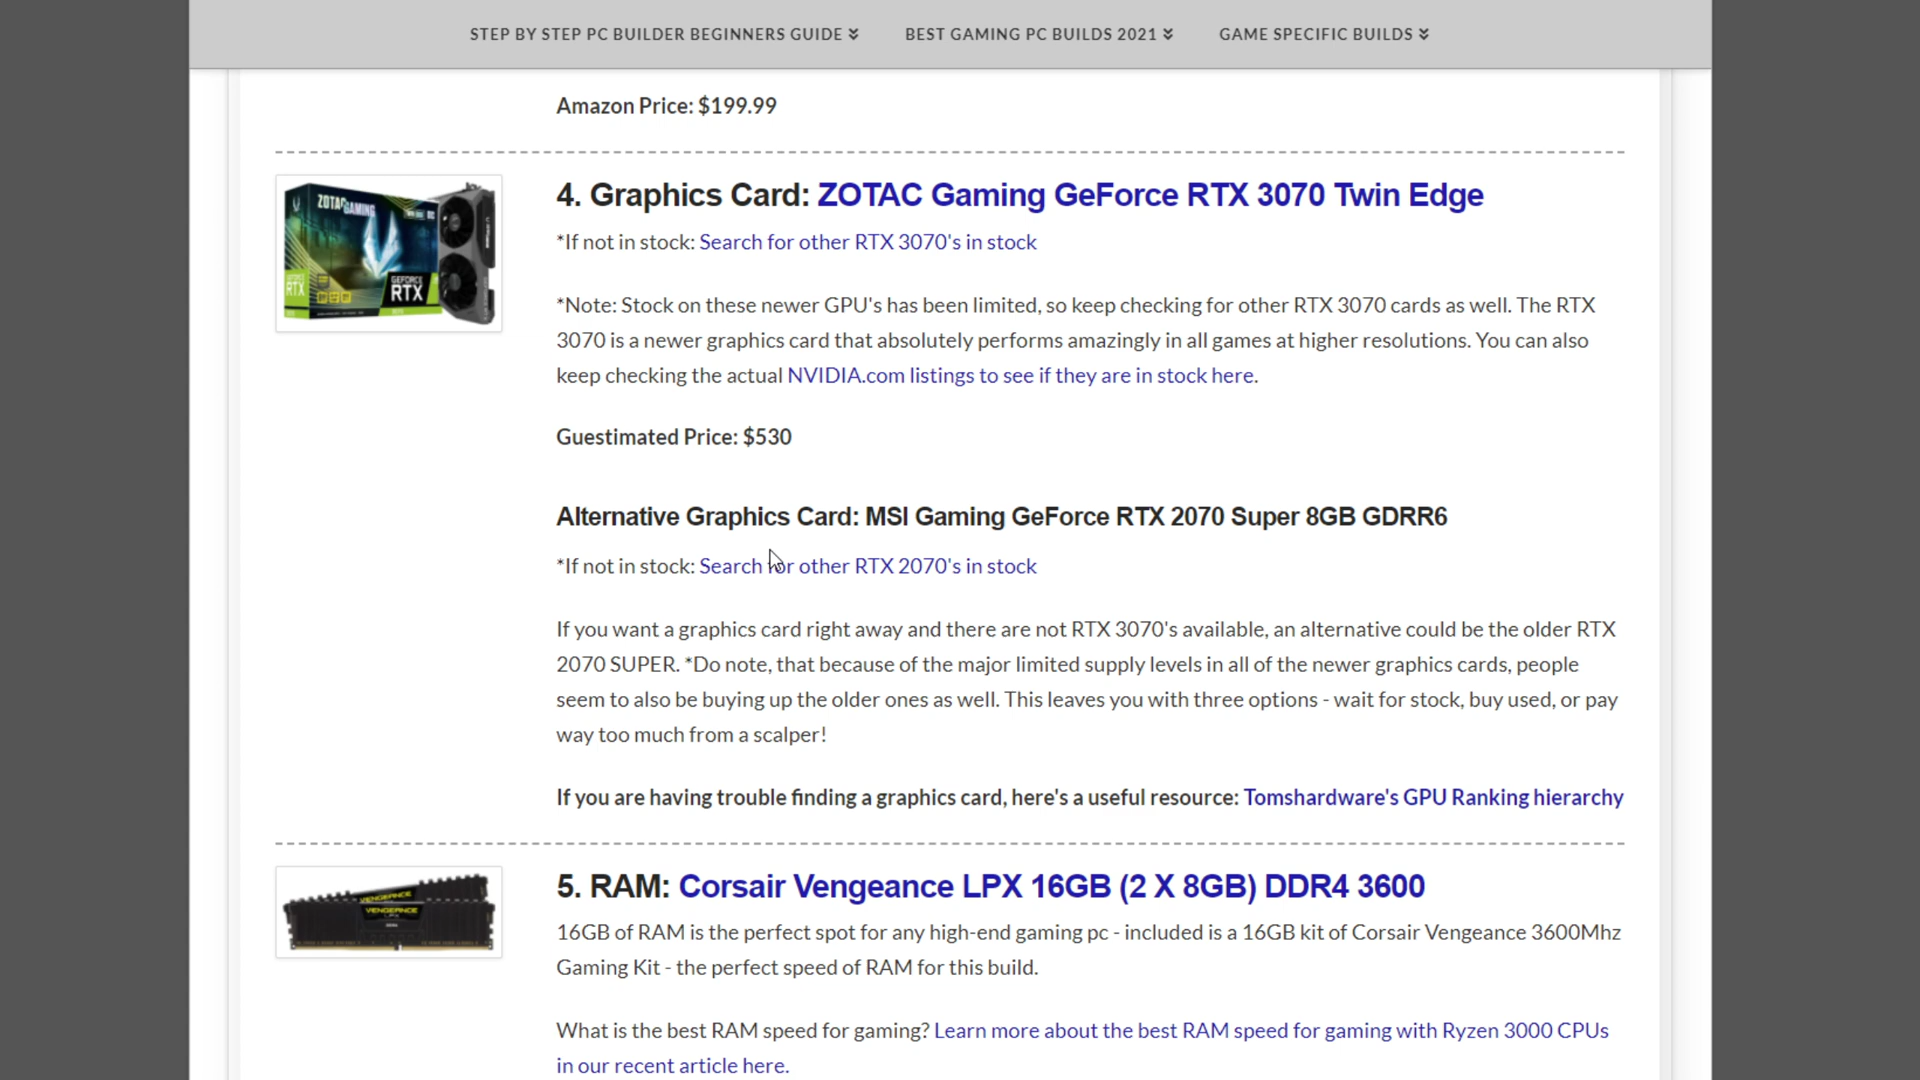 STEP BY STEP PC BUILDER BEGINNERS GUIDE BEST GAMING PC BUILDS 2021 GAME SPECIFIC BUILDS
Amazon Price: $199.99
4. Graphics Card: ZOTAC Gaming GeForce RTX 3070 Twin Edge
ZOTAC GAMING
GEFORCE
RTX
GEFORCE
RTX
*If not in stock: Search for other RTX 3070's in stock
*Note: Stock on these newer GPU's has been limited, so keep checking for other RTX 3070 cards as well. The RTX
3070 is a newer graphics card that absolutely performs amazingly in all games at higher resolutions. You can also
keep checking the actual NVIDIA.com listings to see if they are in stock here.
Guestimated Price: $530
Alternative Graphics Card: MSI Gaming GeForce RTX 2070 Super 8GB GDRR6
*If not in stock: Search for other RTX 2070's in stock
If you want a graphics card right away and there are not RTX 3070's available, an alternative could be the older RTX
2070 SUPER. *Do note, that because of the major limited supply levels in all of the newer graphics cards, people
seem to also be buying up the older ones as well. This leaves you with three options - wait for stock, buy used, or pay
way too much from a scalper!
If you are having trouble finding a graphics card, here's a useful resource: Tomshardware's GPU Ranking hierarchy
5. RAM: Corsair Vengeance LPX 16GB (2 X 8GB) DDR4 3600
VENGEANCE
VENGEANCE
16GB of RAM is the perfect spot for any high-end gaming pc - included is a 16GB kit of Corsair Vengeance 3600Mhz
Gaming Kit - the perfect speed of RAM for this build.
What is the best RAM speed for gaming? Learn more about the best RAM speed for gaming with Ryzen 3000 CPUs
in our recent article here.